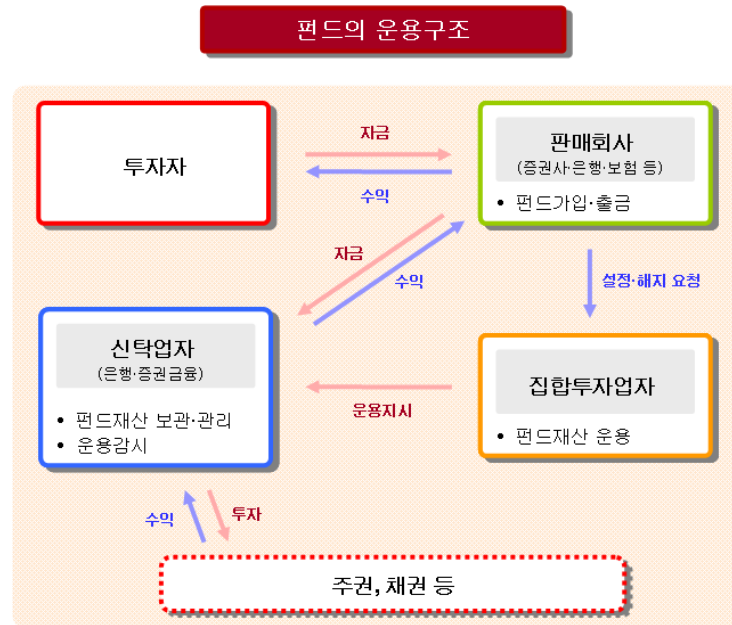 펀드의 운용구조
투자자
자금
수익
판매회사
(증권사·은행·보험 등)
• 펀드가입·출금
자금
수익
설정·해지 요청
신탁업자
(은행·증권금융)
• 펀드재산 보관·관리
• 운용감시
운용지시
집합투자업자
• 펀드재산 운용
수익
투자
주권, 채권 등